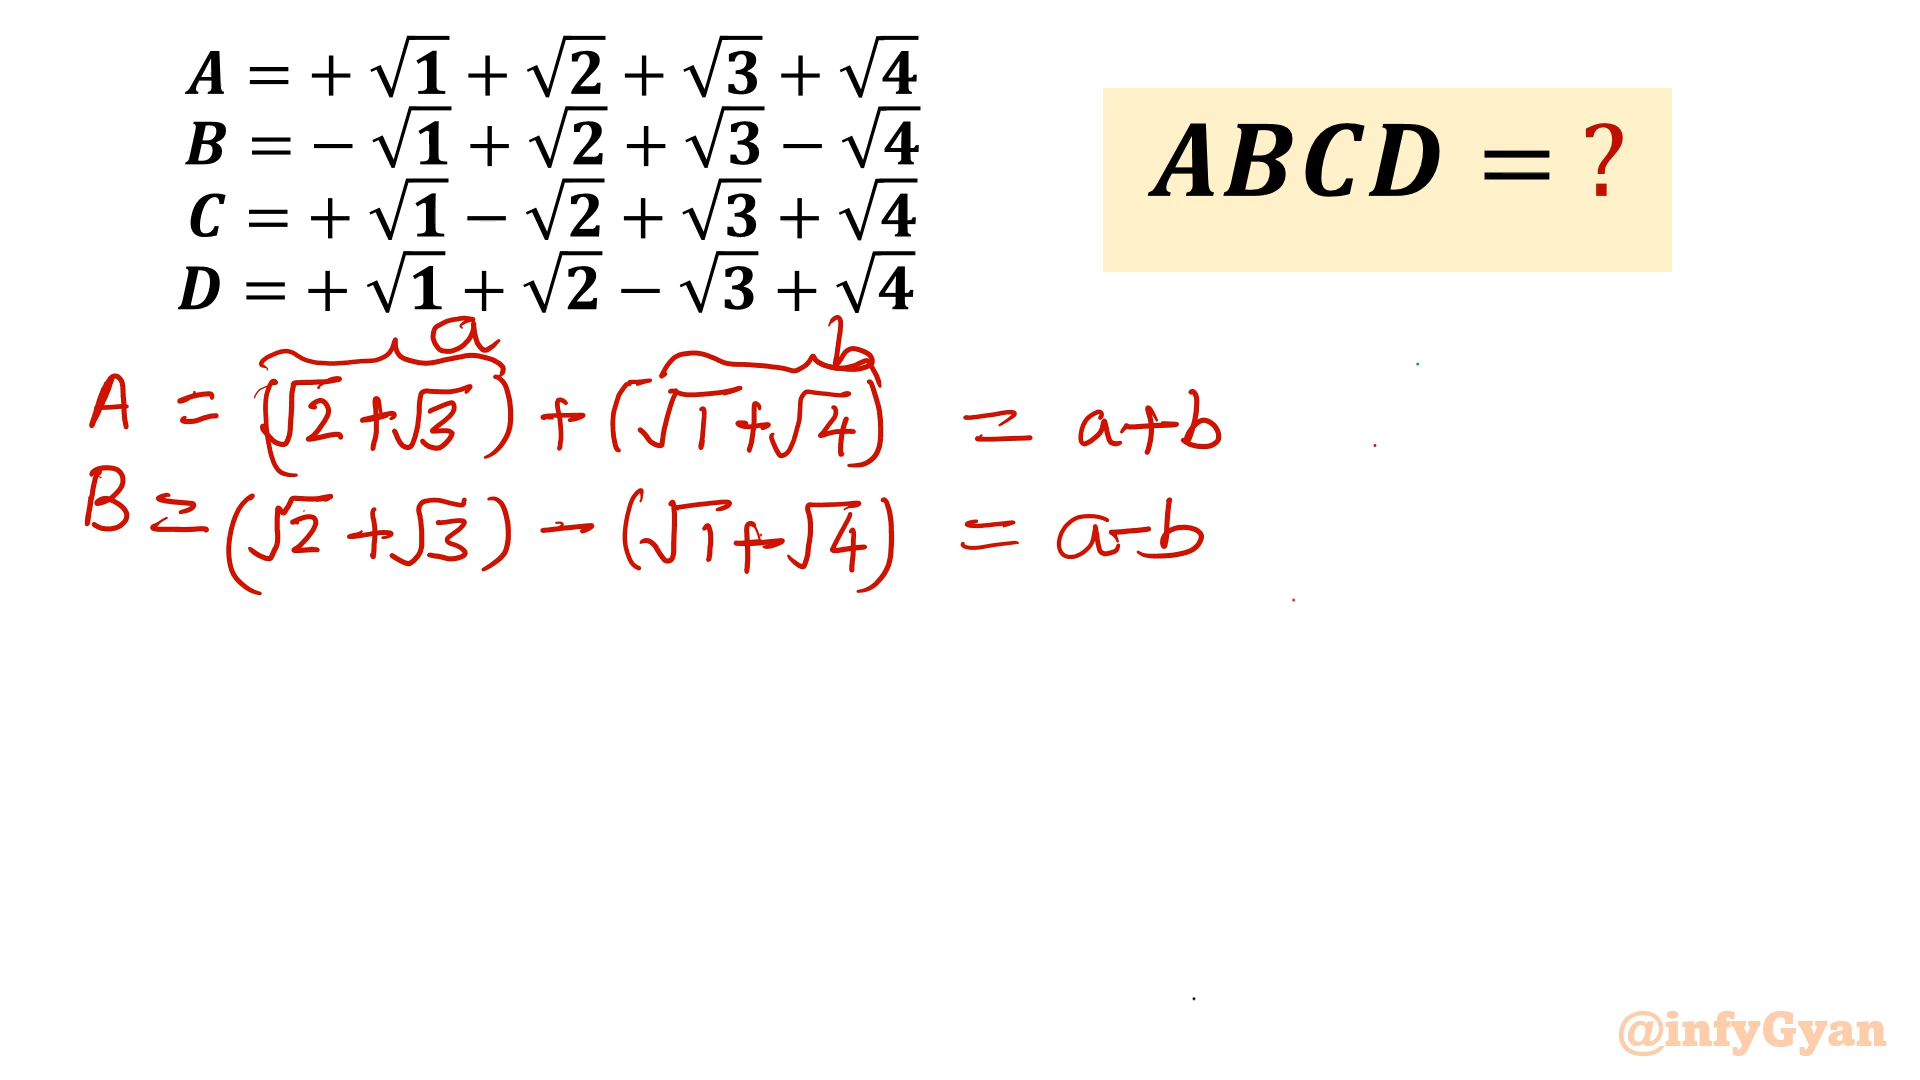 A = + √1 + √2 + √3 + √4
B = − √1 + √2 + √3 − √4
C = + √1 − √2 + √3 + √4
D = + √1 + √2 − √3 + √4
ABCD = ?
a b
A = (√2 + √3) + (√1 + √4) = a+b
B = (√2 + √3) − (√1 + √4) = a−b
@infyGyan